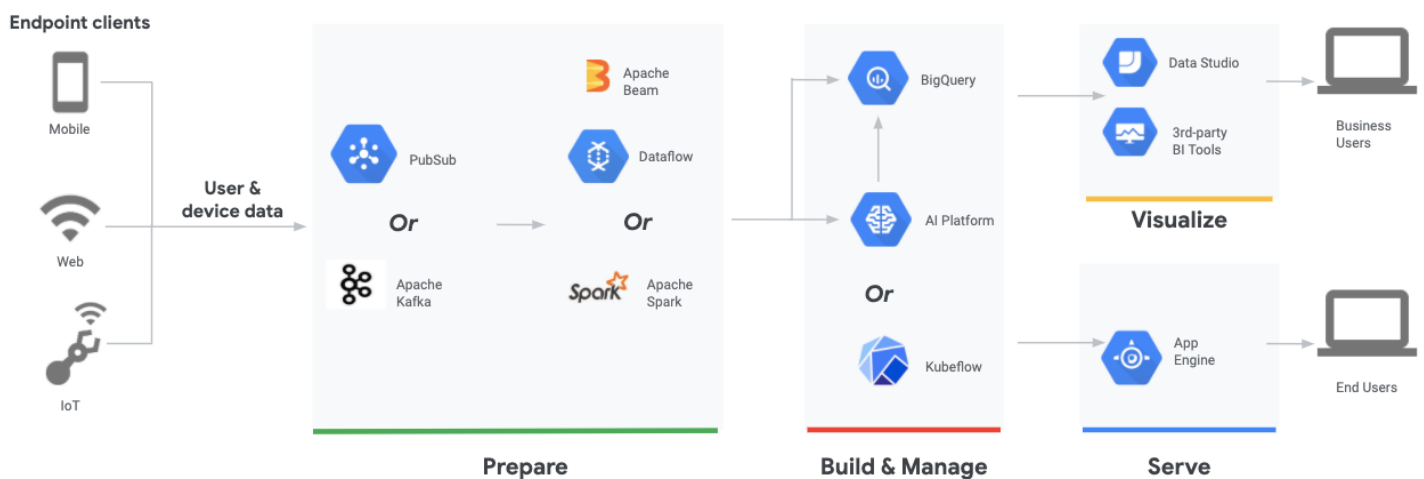 Endpoint clients
Mobile
Web
IoT
User &
device data
PubSub
Or
Apache
Kafka
Apache
Beam
Dataflow
Or
Spark
Apache
Spark
Prepare
BigQuery
AI Platform
Or
Kubeflow
Build & Manage
Data Studio
3rd-party
BI Tools
Visualize
Business
Users
App
Engine
Serve
End Users